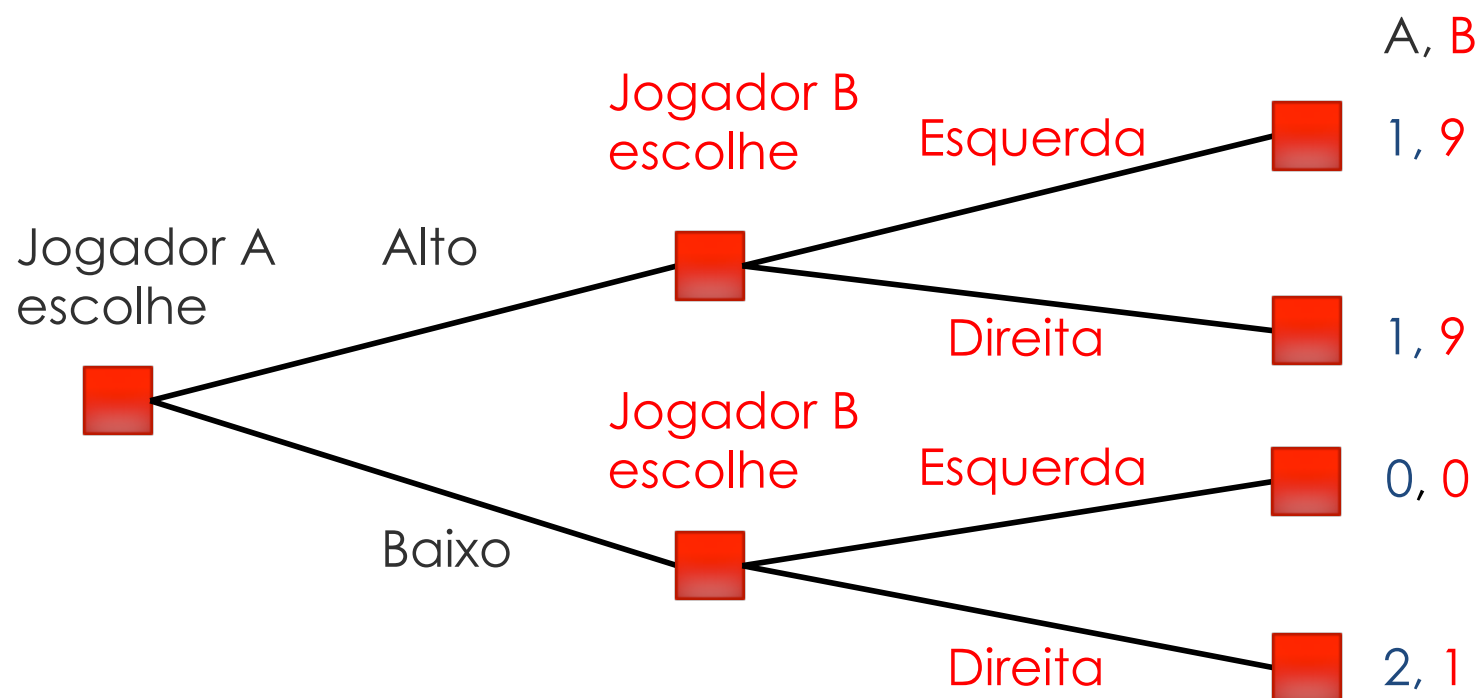 A, B
Jogador B
escolhe
Esquerda
1, 9
Jogador A
escolhe
Alto
Direita
1, 9
Jogador B
escolhe
Esquerda
0, 0
Baixo
Direita
2, 1